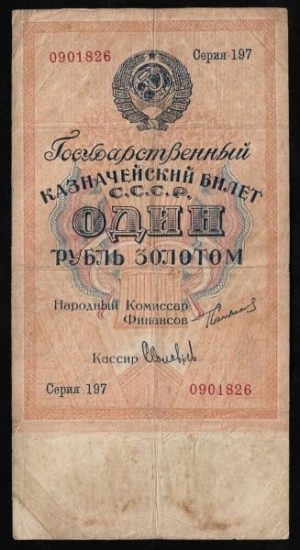 0901826 Серия 197
Государственный
КАЗНАЧЕЙСКИЙ БИЛЕТ
С.С.С.Р.
ОДИН
РУБЛЬ ЗОЛОТОМ
Народный Комиссар
Финансов
Кассир
Серия 197 0901826